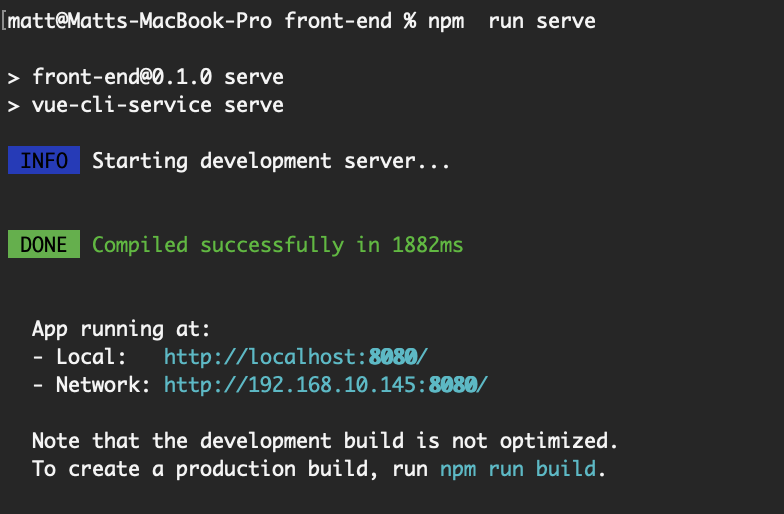 [matt@Matts-MacBook-Pro front-end % npm  run serve
> front-end@0.1.0 serve
> vue-cli-service serve
INFO  Starting development server...
DONE  Compiled successfully in 1882ms
App running at:
- Local:   http://localhost:8080/
- Network: http://192.168.10.145:8080/
Note that the development build is not optimized.
To create a production build, run npm run build.